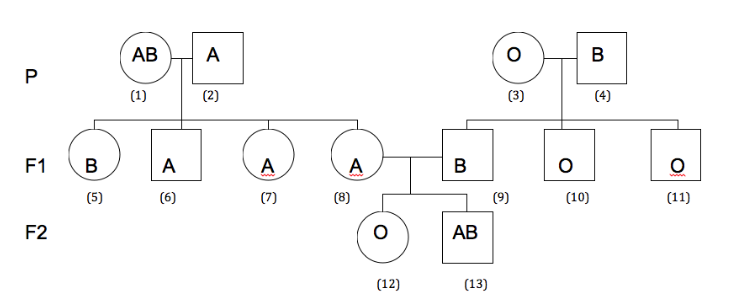 AB A O B
P
(1) (2) (3) (4)
F1 B A A A B O O
(5) (6) (7) (8) (9) (10) (11)
F2 O AB
(12) (13)